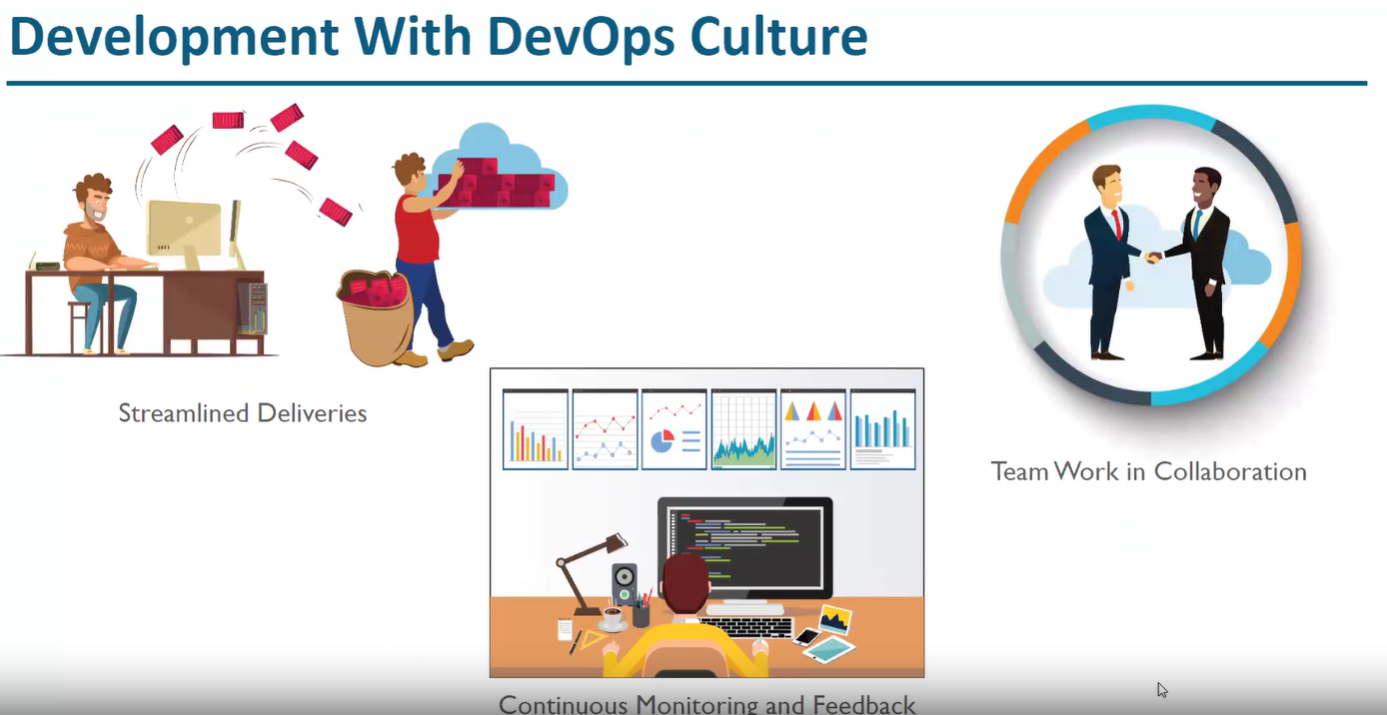 Development With DevOps Culture
Streamlined Deliveries
Team Work in Collaboration
Continuous Monitoring and Feedback